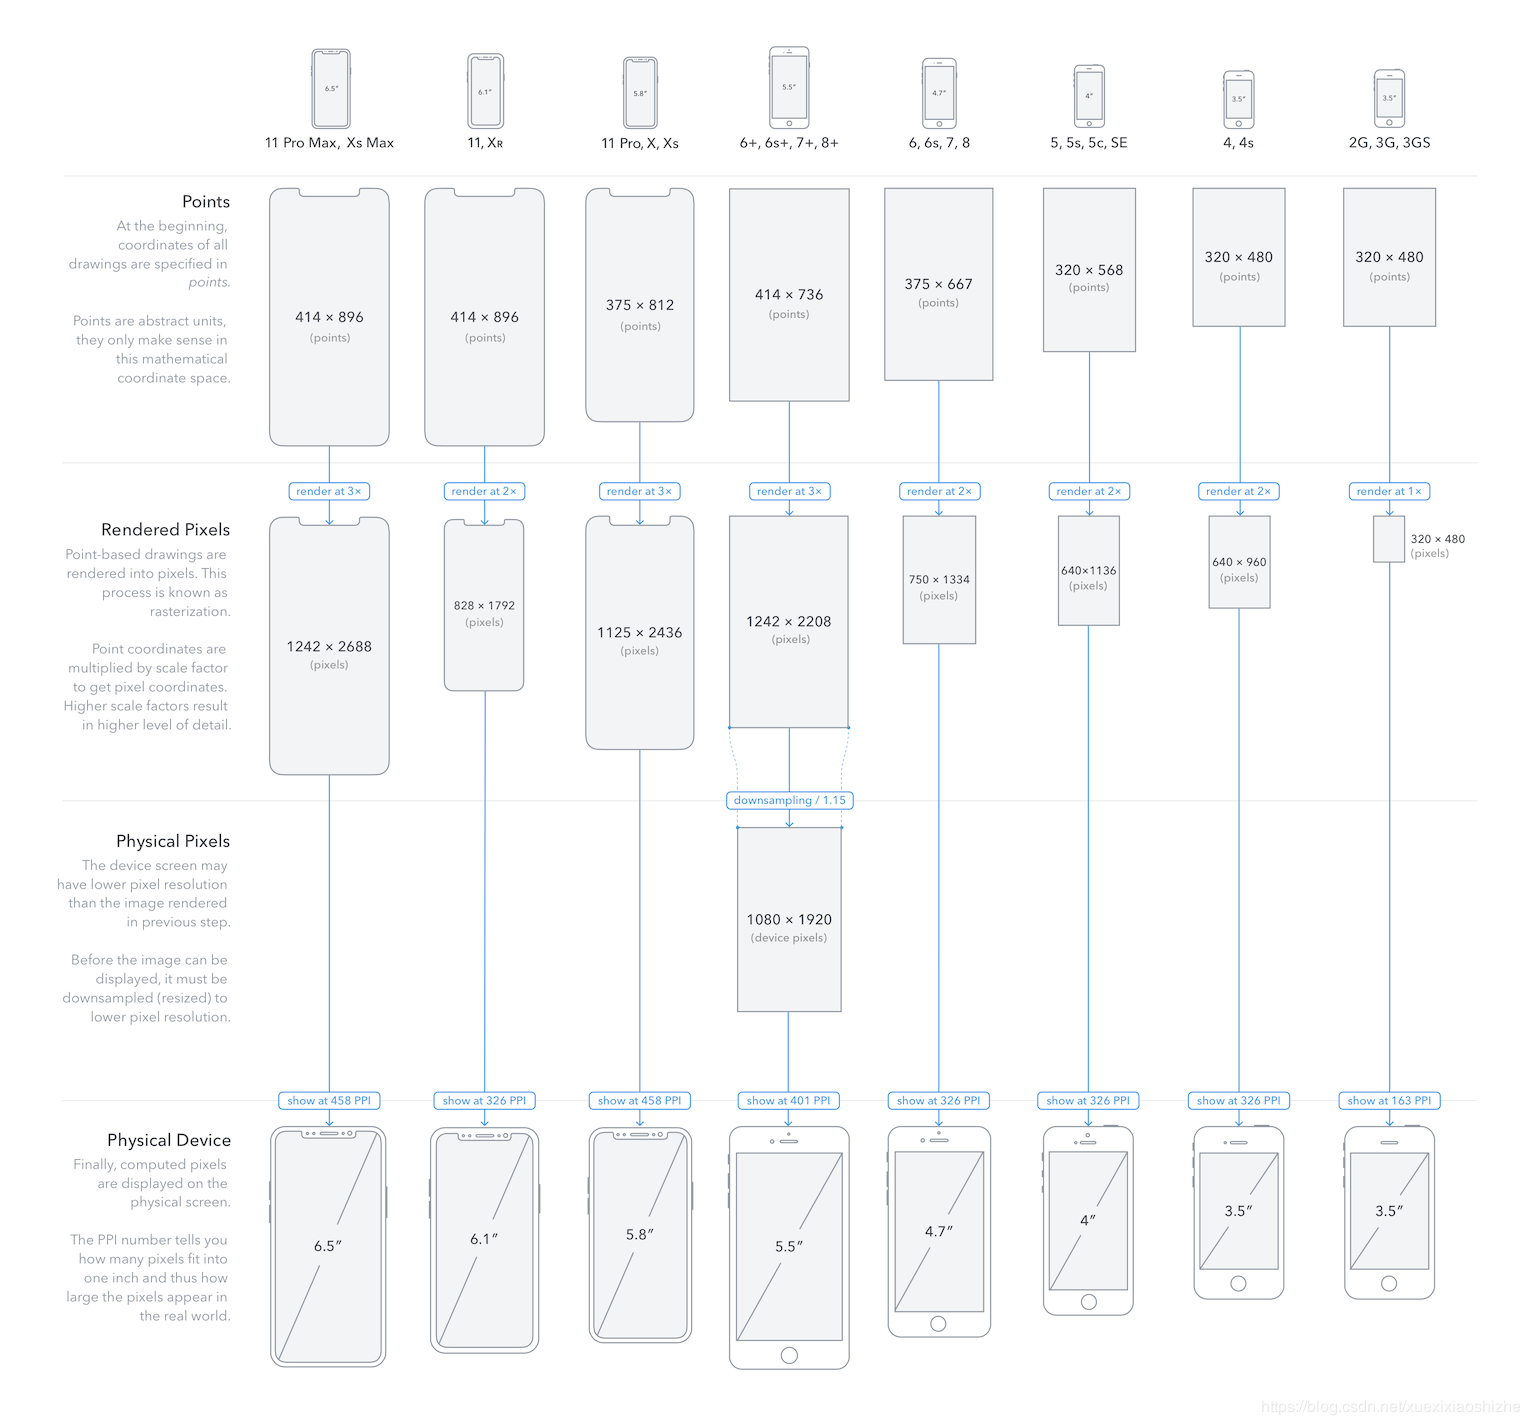 6.5″
6.1″
5.8″
5.5″
4.7″
4″
3.5″
3.5″
11 Pro Max, Xs Max
11, XR
11 Pro, X, Xs
6+, 6s+, 7+, 8+
6, 6s, 7, 8
5, 5s, 5c, SE
4, 4s
2G, 3G, 3GS
Points
At the beginning,
coordinates of all
drawings are specified in
points.
Points are abstract units,
they only make sense in
this mathematical
coordinate space.
414 × 896
(points)
414 × 896
(points)
375 × 812
(points)
414 × 736
(points)
375 × 667
(points)
320 × 568
(points)
320 × 480
(points)
320 × 480
(points)
render at 3×
render at 2×
render at 3×
render at 3×
render at 2×
render at 2×
render at 2×
render at 1×
Rendered Pixels
Point-based drawings are
rendered into pixels. This
process is known as
rasterization.
Point coordinates are
multiplied by scale factor
to get pixel coordinates.
Higher scale factors result
in higher level of detail.
1242 × 2688
(pixels)
828 × 1792
(pixels)
1125 × 2436
(pixels)
1242 × 2208
(pixels)
750 × 1334
(pixels)
640×1136
(pixels)
640 × 960
(pixels)
320 × 480
(pixels)
downsampling / 1.15
Physical Pixels
The device screen may
have lower pixel resolution
than the image rendered
in previous step.
Before the image can be
displayed, it must be
downsampled (resized) to
lower pixel resolution.
1080 × 1920
(device pixels)
show at 458 PPI
show at 326 PPI
show at 458 PPI
show at 401 PPI
show at 326 PPI
show at 326 PPI
show at 326 PPI
show at 163 PPI
Physical Device
Finally, computed pixels
are displayed on the
physical screen.
The PPI number tells you
how many pixels fit into
one inch and thus how
large the pixels appear in
the real world.
6.5″
6.1″
5.8″
5.5″
4.7″
4″
3.5″
3.5″
https://blog.csdn.net/xuexixiaoshizhe